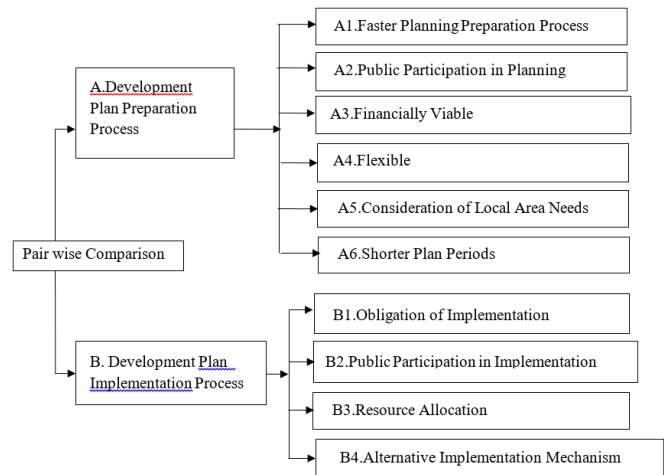 A1.Faster Planning Preparation Process
A2.Public Participation in Planning
A.Development
Plan Preparation
Process
A3.Financially Viable
A4.Flexible
A5.Consideration of Local Area Needs
A6.Shorter Plan Periods
Pair wise Comparison
B1.Obligation of Implementation
B. Development Plan
Implementation Process
B2.Public Participation in Implementation
B3.Resource Allocation
B4.Alternative Implementation Mechanism